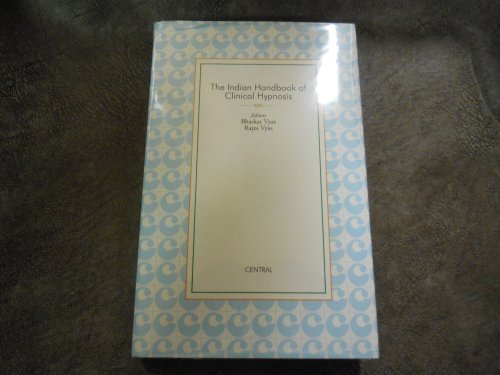 The Indian Handbook of
Clinical Hypnosis
Editors
Bhaskar Vyas
Rajni Vyas
CENTRAL